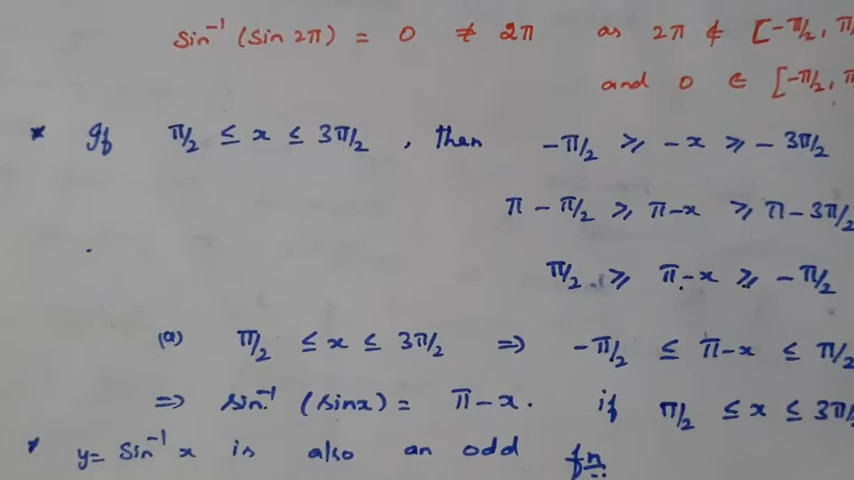 sin⁻¹ (sin 2π) = 0 ≠ 2π as 2π ∉ [-π/2, π/
and 0 ∈ [-π/2, π
* If π/2 ≤ x ≤ 3π/2, then -π/2 ≥ -x ≥ -3π/2
π - π/2 ≥ π-x ≥ π-3π/2
π/2 ≥ π-x ≥ -π/2
(a) π/2 ≤ x ≤ 3π/2 ⇒ -π/2 ≤ π-x ≤ π/2
⇒ sin⁻¹ (sinx) = π-x. if π/2 ≤ x ≤ 3π/
* y= sin⁻¹ x is also an odd fn